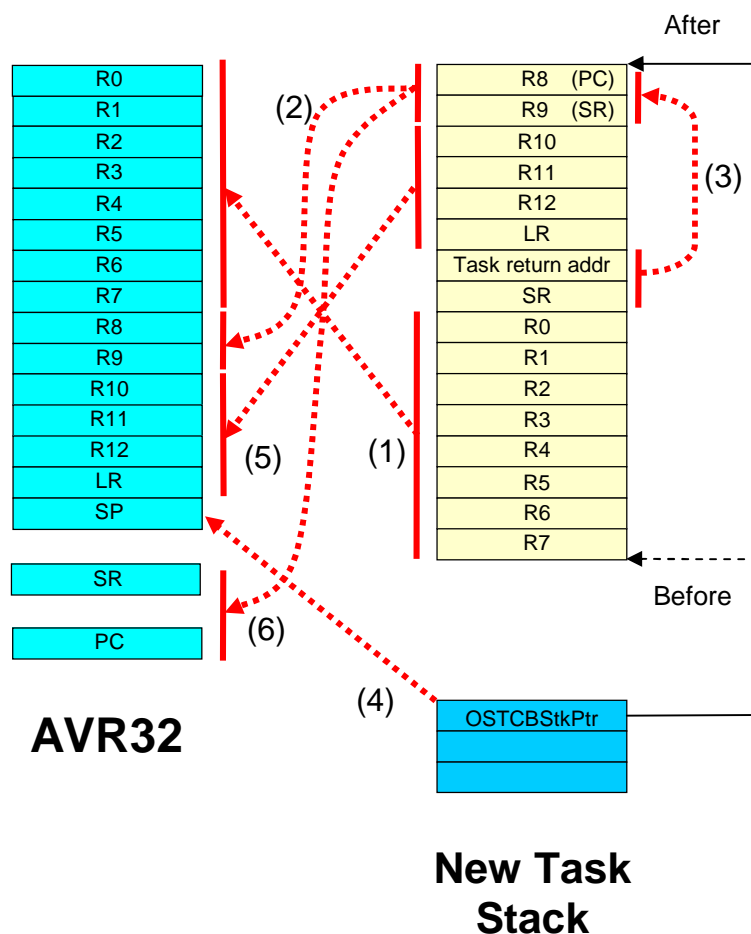 After
R0
R1
R2
R3
R4
R5
R6
R7
R8
R9
R10
R11
R12
LR
SP
SR
PC
AVR32
(2)
(5)
(1)
(6)
(4)
R8 (PC)
R9 (SR)
R10
R11
R12
LR
Task return addr
SR
R0
R1
R2
R3
R4
R5
R6
R7
(3)
Before
OSTCBStkPtr
New Task
Stack